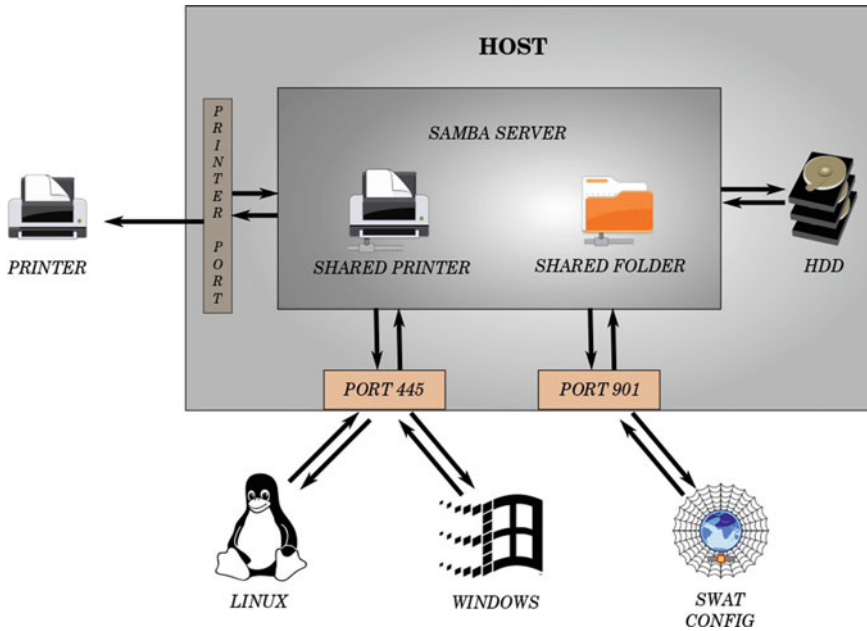 HOST
PRINTER PORT
SAMBA SERVER
PRINTER
SHARED PRINTER
SHARED FOLDER
HDD
PORT 445
PORT 901
LINUX
WINDOWS
SWAT
CONFIG